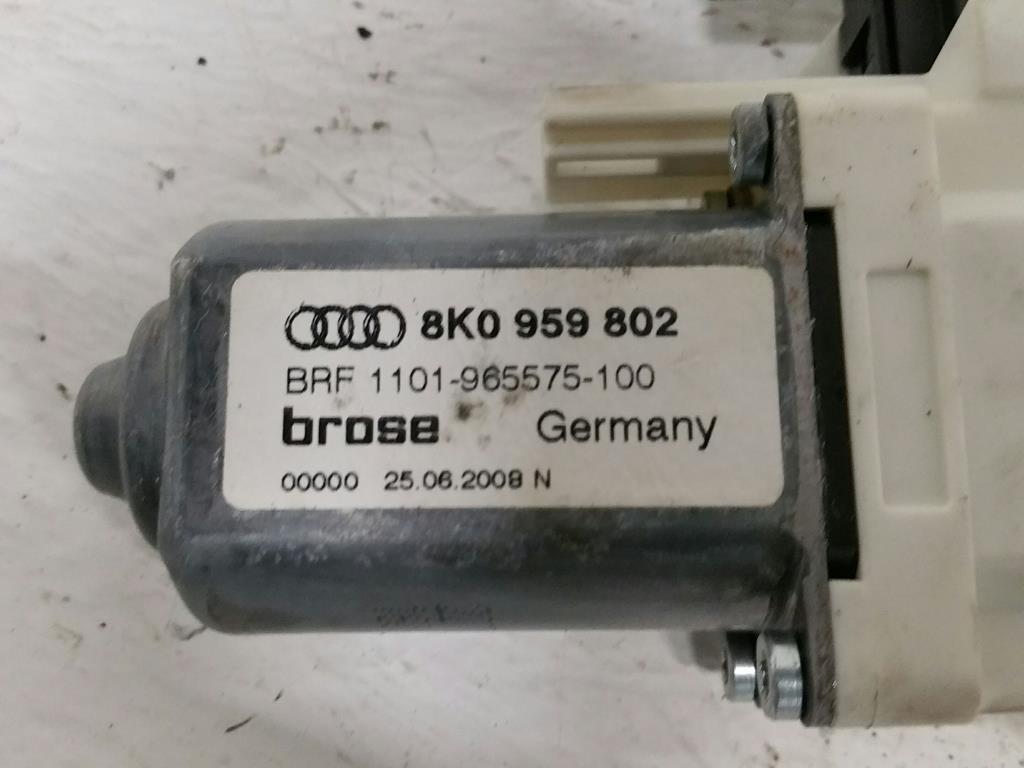 8K0 959 802
BRF 1101-965575-100
brose Germany
00000 25.06.2008 N